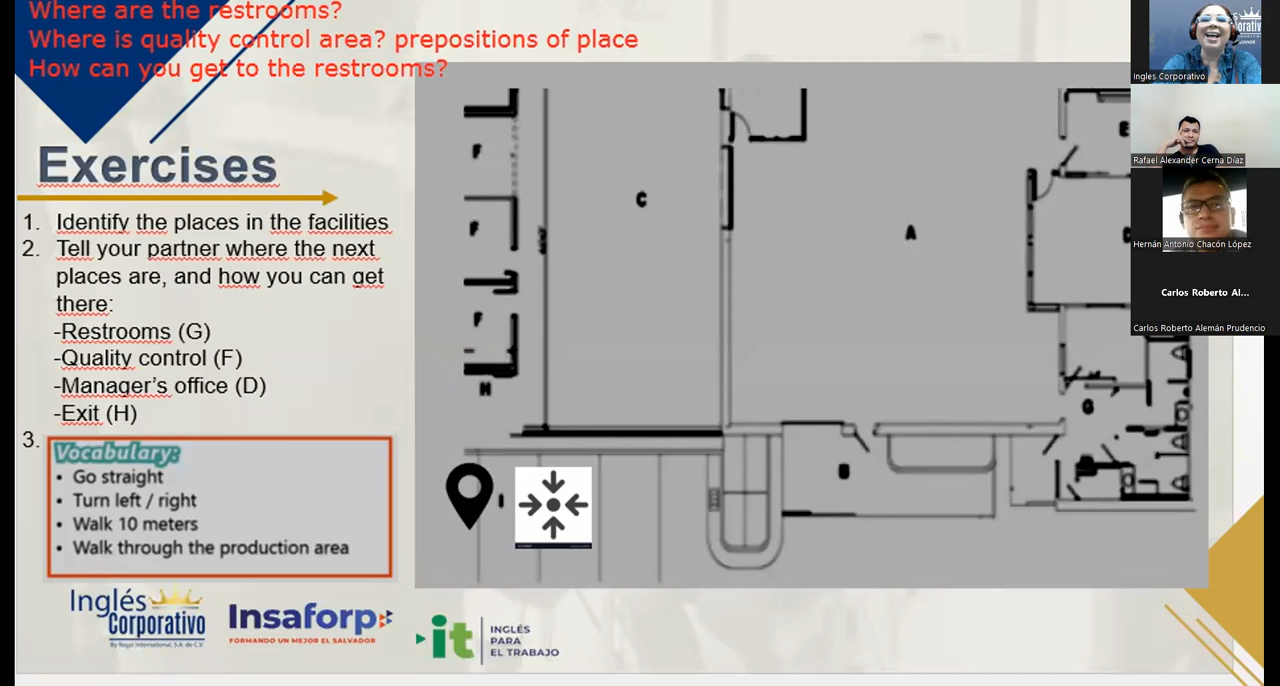 Where are the restrooms?
Where is quality control area? prepositions of place
How can you get to the restrooms?
Exercises
1. Identify the places in the facilities
2. Tell your partner where the next
places are, and how you can get
there:
-Restrooms (G)
-Quality control (F)
-Manager's office (D)
-Exit (H)
3.
Vocabulary:
• Go straight
• Turn left / right
• Walk 10 meters
• Walk through the production area
Inglés
Corporativo
By Royal International, S.A. de C.V.
Insaforp
FORMANDO UN MEJOR EL SALVADOR
it
INGLÉS
PARA
EL TRABAJO
F
F
F
H
C
A
G
I
Ingles Corporativo
Rafael Alexander Cerna Díaz
Hernán Antonio Chacón López
Carlos Roberto Al...
Carlos Roberto Alemán Prudencio